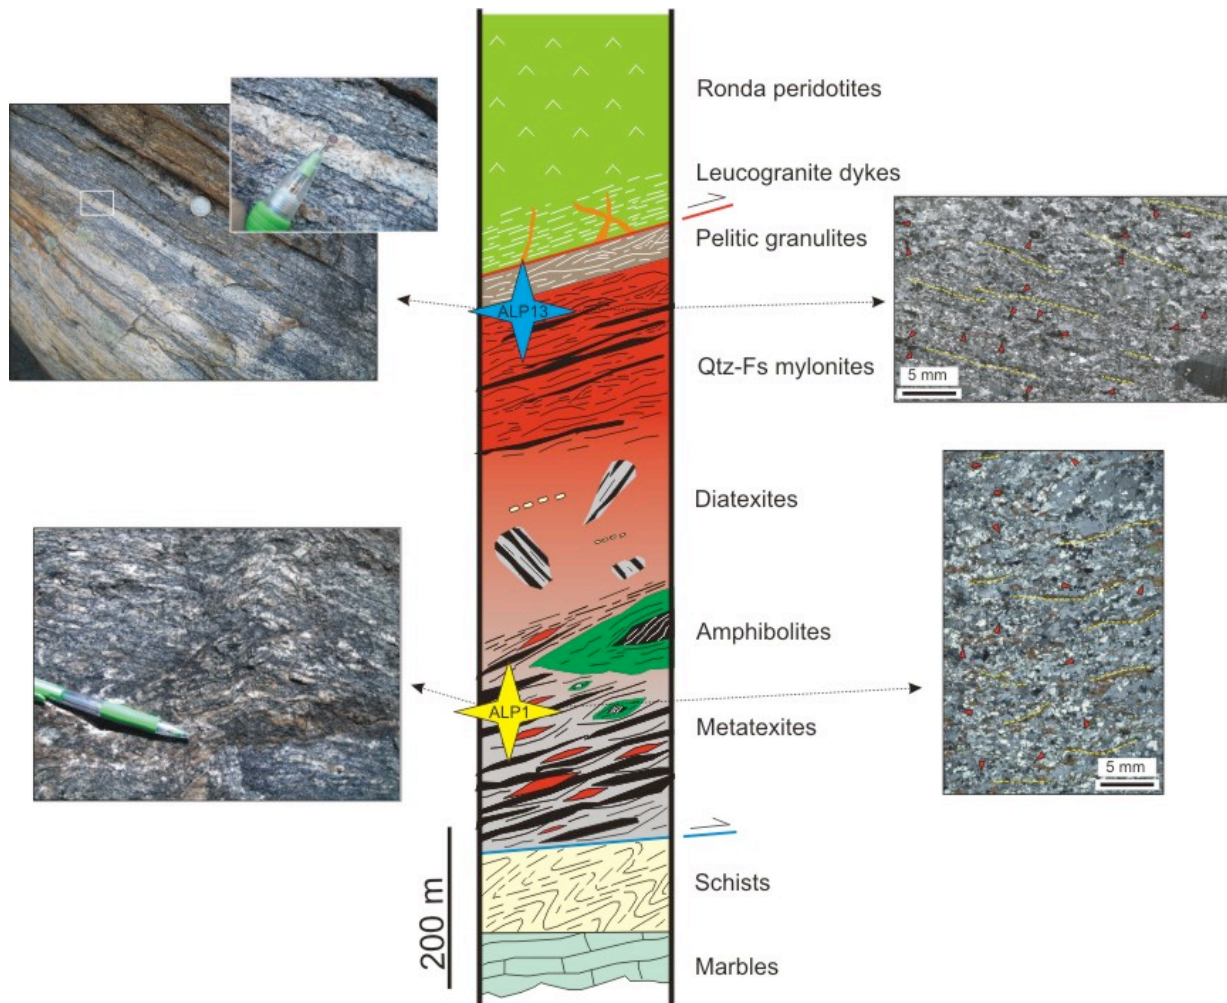 Ronda peridotites
Leucogranite dykes
Pelitic granulites
ALP13
Qtz-Fs mylonites
5 mm
Diatexites
Amphibolites
ALP1
Metatexites
5 mm
200 m
Schists
Marbles